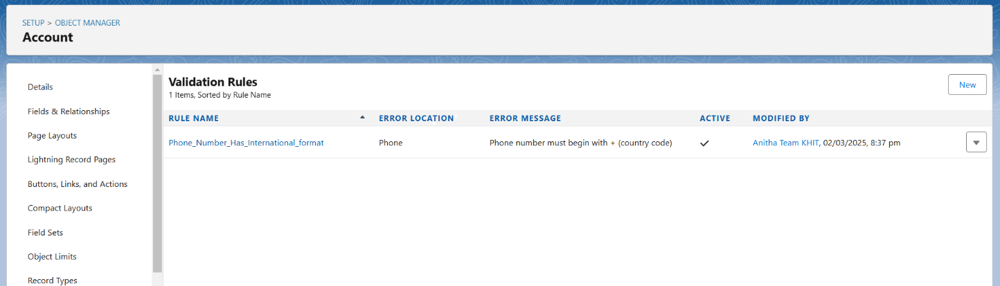 SETUP > OBJECT MANAGER
Account
Details
Fields & Relationships
Page Layouts
Lightning Record Pages
Buttons, Links, and Actions
Compact Layouts
Field Sets
Object Limits
Record Types
Validation Rules
1 Items, Sorted by Rule Name
New
RULE NAME ERROR LOCATION ERROR MESSAGE ACTIVE MODIFIED BY
Phone_Number_Has_International_format Phone Phone number must begin with + (country code) Anitha Team KHIT, 02/03/2025, 8:37 pm